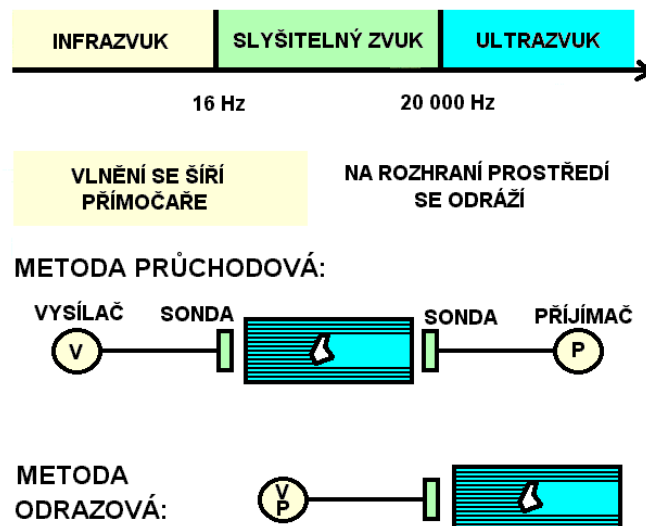 INFRAZVUK SLYŠITELNÝ ZVUK ULTRAZVUK
16 Hz 20 000 Hz
VLNĚNÍ SE ŠÍŘÍ
PŘÍMOČAŘE
NA ROZHRANÍ PROSTŘEDÍ
SE ODRÁŽÍ
METODA PRŮCHODOVÁ:
VYSÍLAČ SONDA SONDA PŘÍJÍMAČ
V P
METODA
ODRAZOVÁ:
V
P